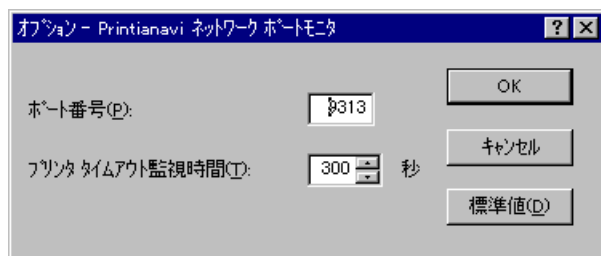 ｵﾌﾟｼｮﾝ - Printianavi ﾈｯﾄﾜｰｸ ﾎﾟｰﾄﾓﾆﾀ
ﾎﾟｰﾄ番号(P): 9313
ﾌﾟﾘﾝﾀ ﾀｲﾑｱｳﾄ監視時間(T): 300 秒
OK
ｷｬﾝｾﾙ
標準値(D)